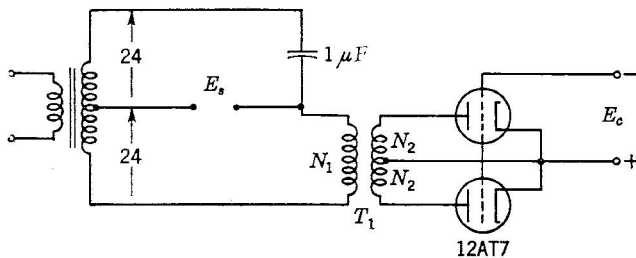 24
1 μF
E_s
24
E_c
−
+
N_1
N_2
N_2
T_1
12AT7